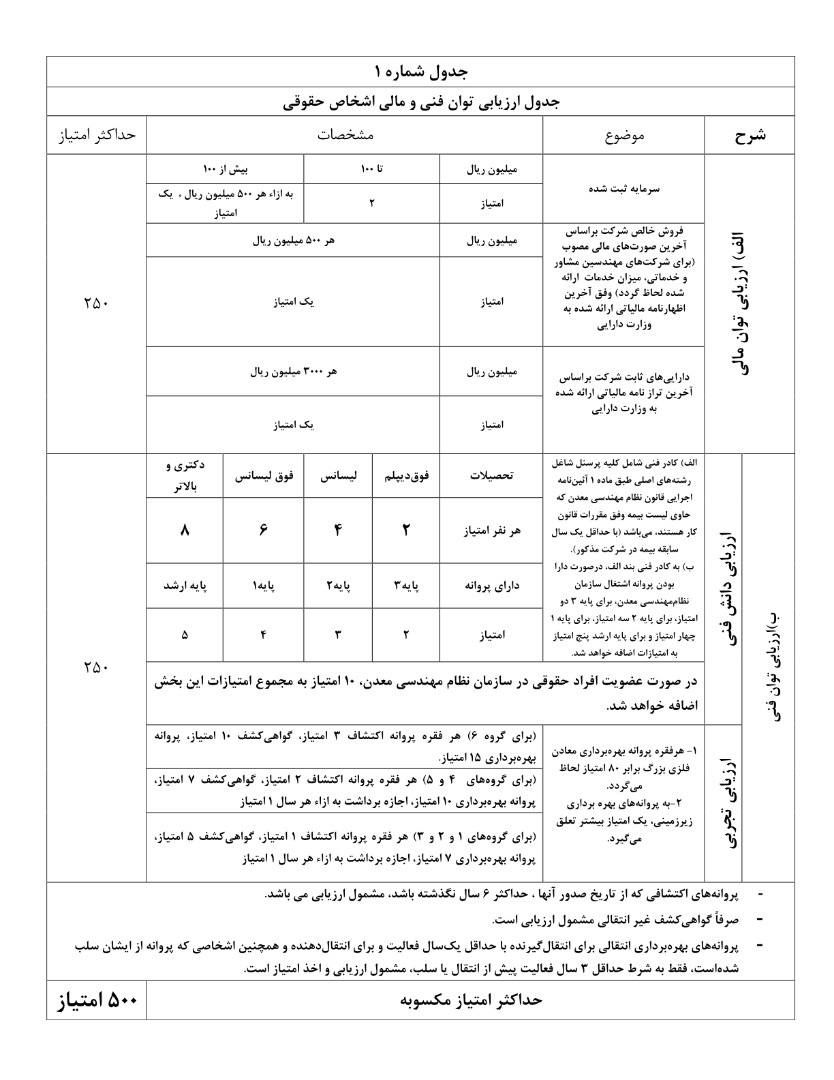 جدول شماره ۱
جدول ارزیابی توان فنی و مالی اشخاص حقوقی
شرح
موضوع
مشخصات
حداکثر امتیاز
الف) ارزیابی توان مالی
سرمایه ثبت شده
میلیون ریال
تا ۱۰۰
بیش از ۱۰۰
امتیاز
۲
به ازاء هر ۵۰۰ میلیون ریال ، یک
امتیاز
فروش خالص شرکت براساس
آخرین صورت‌های مالی مصوب
(برای شرکت‌های مهندسین مشاور
و خدماتی، میزان خدمات ارائه
شده لحاظ گردد) وفق آخرین
اظهارنامه مالیاتی ارائه شده به
وزارت دارایی
میلیون ریال
هر ۵۰۰ میلیون ریال
امتیاز
یک امتیاز
دارایی‌های ثابت شرکت براساس
آخرین تراز نامه مالیاتی ارائه شده
به وزارت دارایی
میلیون ریال
هر ۳۰۰۰ میلیون ریال
امتیاز
یک امتیاز
۲۵۰
ب)ارزیابی توان فنی
ارزیابی دانش فنی
الف) کادر فنی شامل کلیه پرسنل شاغل
رشته‌های اصلی طبق ماده ۱ آئین‌نامه
اجرایی قانون نظام مهندسی معدن که
حاوی لیست بیمه وفق مقررات قانون
کار هستند، می‌باشد (با حداقل یک سال
سابقه بیمه در شرکت مذکور).
ب) به کادر فنی بند الف، درصورت دارا
بودن پروانه اشتغال سازمان
نظام‌مهندسی معدن، برای پایه ۳ دو
امتیاز، برای پایه ۲ سه امتیاز، برای پایه ۱
چهار امتیاز و برای پایه ارشد پنج امتیاز
به امتیازات اضافه خواهد شد.
تحصیلات
فوق‌دیپلم
لیسانس
فوق لیسانس
دکتری و
بالاتر
هر نفر امتیاز
۲
۴
۶
۸
دارای پروانه
پایه۳
پایه۲
پایه۱
پایه ارشد
امتیاز
۲
۳
۴
۵
در صورت عضویت افراد حقوقی در سازمان نظام مهندسی معدن، ۱۰ امتیاز به مجموع امتیازات این بخش
اضافه خواهد شد.
۲۵۰
ارزیابی تجربی
۱- هرفقره پروانه بهره‌برداری معادن
فلزی بزرگ برابر ۸۰ امتیاز لحاظ
می‌گردد.
۲-به پروانه‌های بهره برداری
زیرزمینی، یک امتیاز بیشتر تعلق
می‌گیرد.
(برای گروه ۶) هر فقره پروانه اکتشاف ۳ امتیاز، گواهی‌کشف ۱۰ امتیاز، پروانه
بهره‌برداری ۱۵ امتیاز.
(برای گروه‌های ۴ و ۵) هر فقره پروانه اکتشاف ۲ امتیاز، گواهی‌کشف ۷ امتیاز،
پروانه بهره‌برداری ۱۰ امتیاز، اجازه برداشت به ازاء هر سال ۱ امتیاز
(برای گروه‌های ۱ و ۲ و ۳) هر فقره پروانه اکتشاف ۱ امتیاز، گواهی‌کشف ۵ امتیاز،
پروانه بهره‌برداری ۷ امتیاز، اجازه برداشت به ازاء هر سال ۱ امتیاز
- پروانه‌های اکتشافی که از تاریخ صدور آنها ، حداکثر ۶ سال نگذشته باشد، مشمول ارزیابی می باشد.
- صرفاً گواهی‌کشف غیر انتقالی مشمول ارزیابی است.
- پروانه‌های بهره‌برداری انتقالی برای انتقال‌گیرنده با حداقل یک‌سال فعالیت و برای انتقال‌دهنده و همچنین اشخاصی که پروانه از ایشان سلب
شده‌است، فقط به شرط حداقل ۳ سال فعالیت پیش از انتقال یا سلب، مشمول ارزیابی و اخذ امتیاز است.
حداکثر امتیاز مکسوبه
۵۰۰ امتیاز